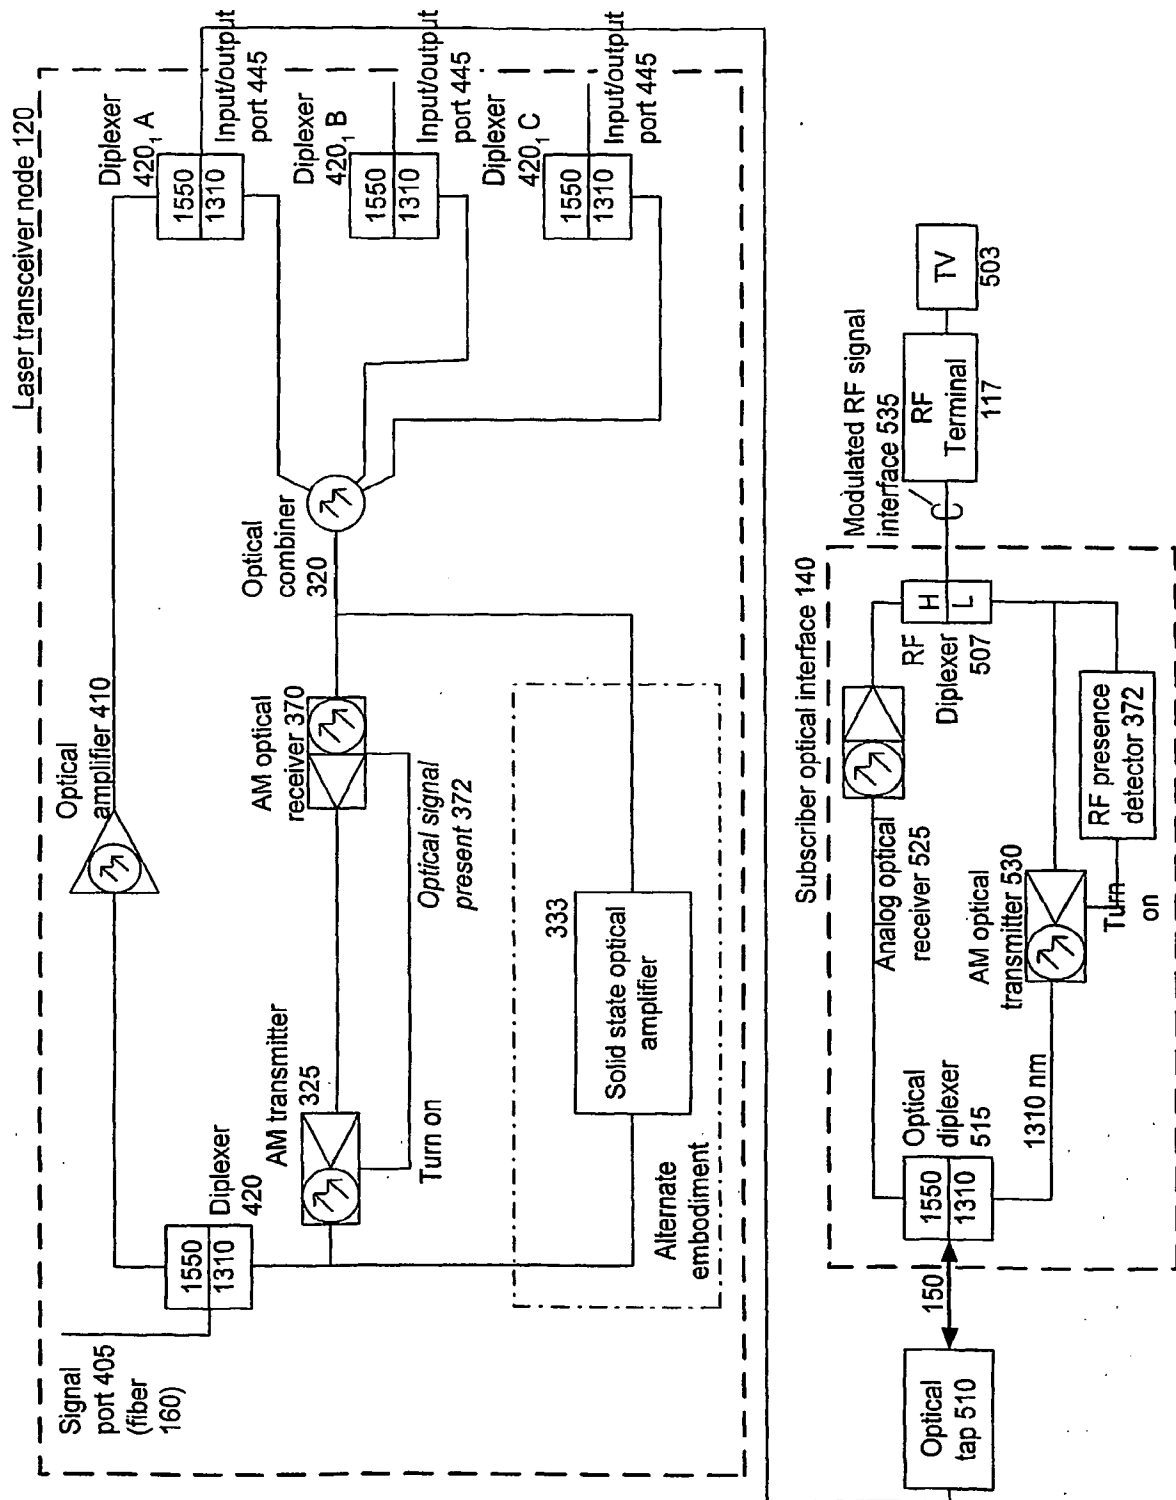 Laser transceiver node 120
Signal
port 405
(fiber
160)
1550
1310
Diplexer
420
Optical
amplifier 410
AM transmitter
325
Turn on
AM optical
receiver 370
Optical signal
present 372
Optical
combiner
320
333
Solid state optical
amplifier
Alternate
embodiment
Diplexer
420₁ A
1550
1310
Input/output
port 445
Diplexer
420₁ B
1550
1310
Input/output
port 445
Diplexer
420₁ C
1550
1310
Input/output
port 445
Subscriber optical interface 140
Optical
tap 510
150
1550
1310
Optical
diplexer
515
1310 nm
Analog optical
receiver 525
AM optical
transmitter 530
Turn
on
RF presence
detector 372
H
L
RF
Diplexer
507
Modulated RF signal
interface 535
RF
Terminal
117
TV
503